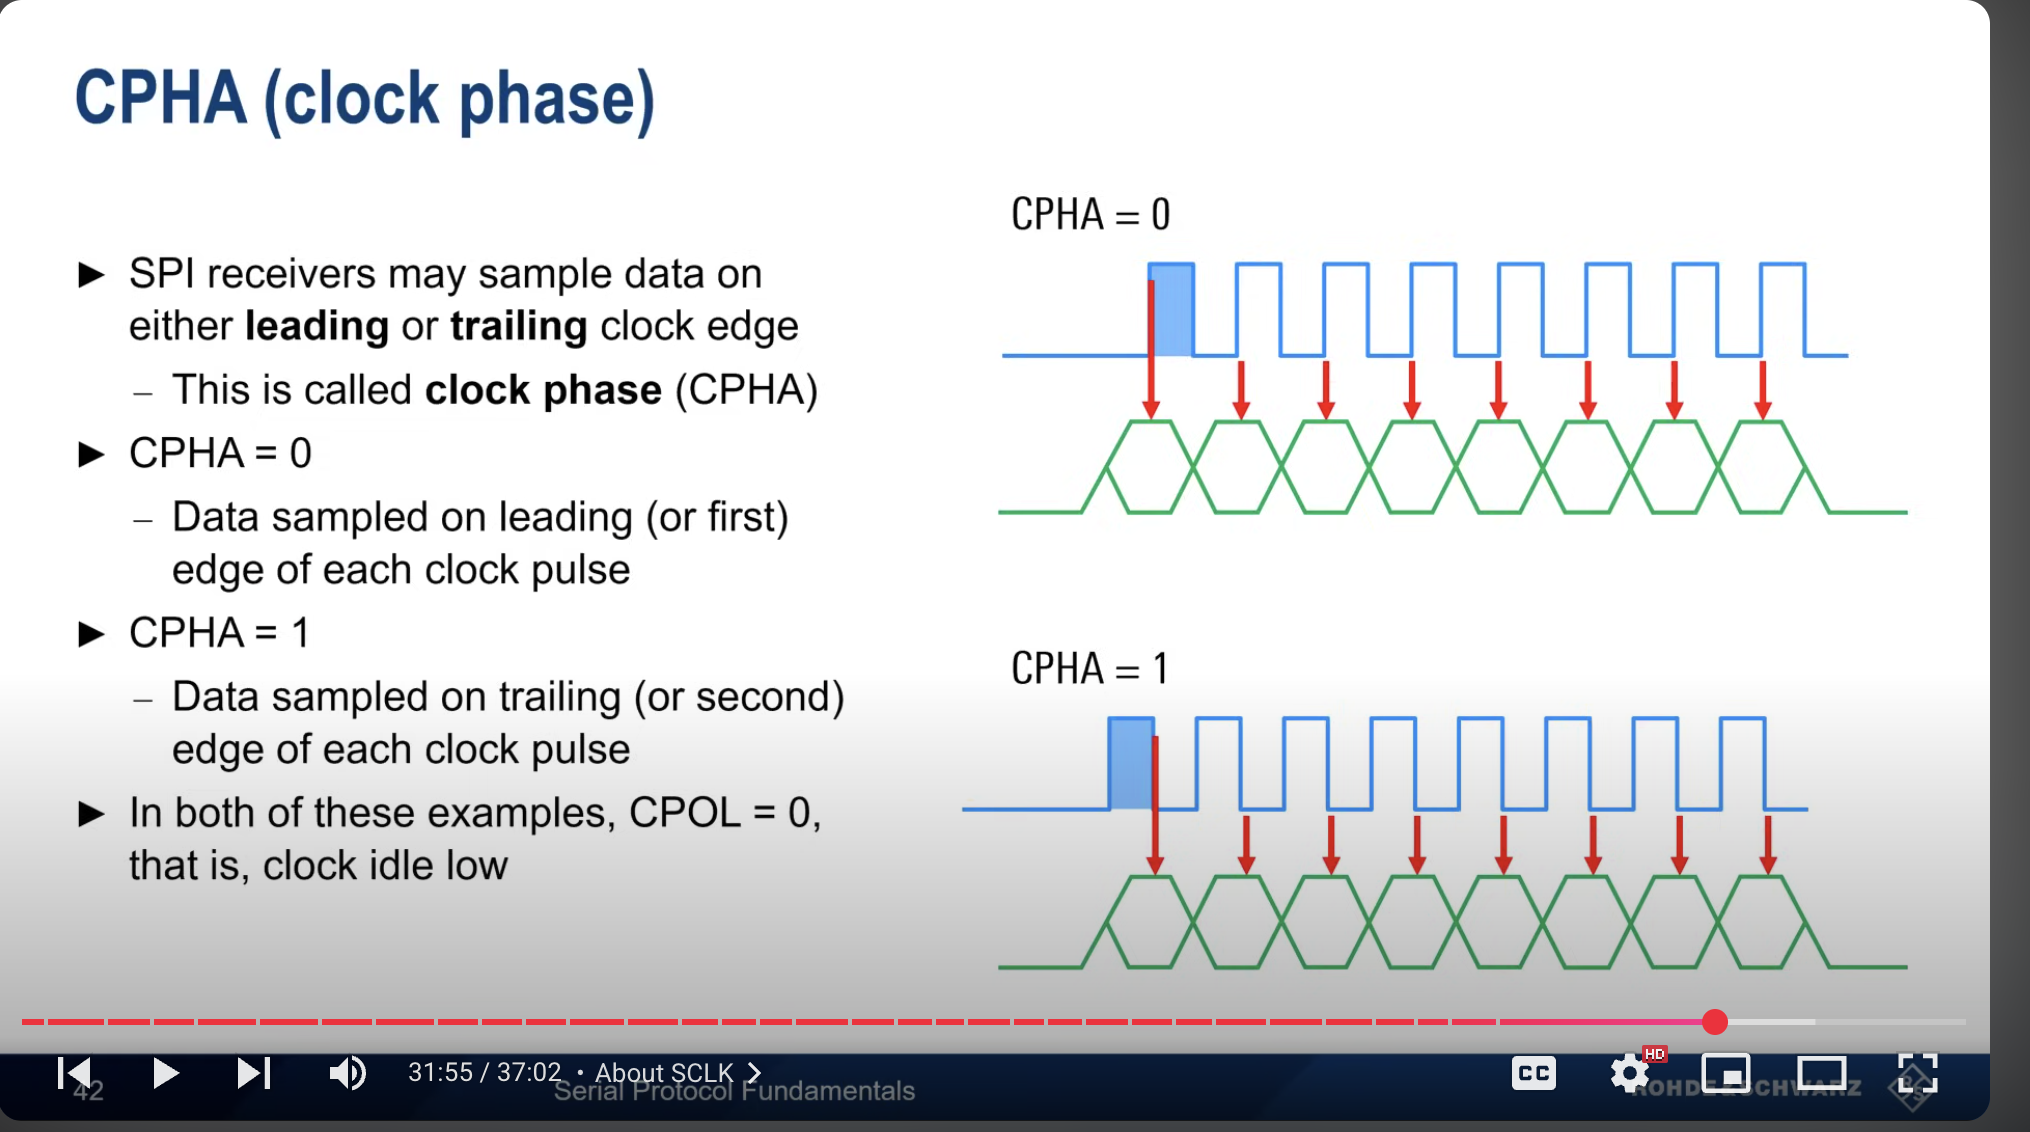 CPHA (clock phase)
► SPI receivers may sample data on
either leading or trailing clock edge
– This is called clock phase (CPHA)
► CPHA = 0
– Data sampled on leading (or first)
edge of each clock pulse
► CPHA = 1
– Data sampled on trailing (or second)
edge of each clock pulse
► In both of these examples, CPOL = 0,
that is, clock idle low
CPHA = 0
CPHA = 1
31:55 / 37:02 • About SCLK
CC
HD
42
Serial Protocol Fundamentals
ROHDE & SCHWARZ